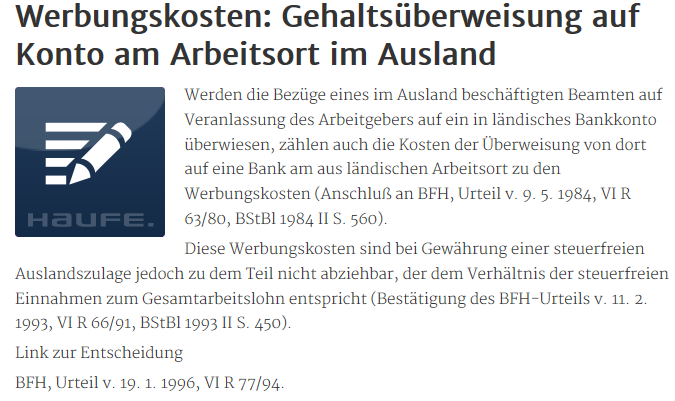 Werbungskosten: Gehaltsüberweisung auf
Konto am Arbeitsort im Ausland
HAUFE.
Werden die Bezüge eines im Ausland beschäftigten Beamten auf
Veranlassung des Arbeitgebers auf ein in ländisches Bankkonto
überwiesen, zählen auch die Kosten der Überweisung von dort
auf eine Bank am aus ländischen Arbeitsort zu den
Werbungskosten (Anschluß an BFH, Urteil v. 9. 5. 1984, VI R
63/80, BStBl 1984 II S. 560).
Diese Werbungskosten sind bei Gewährung einer steuerfreien
Auslandszulage jedoch zu dem Teil nicht abziehbar, der dem Verhältnis der steuerfreien
Einnahmen zum Gesamtarbeitslohn entspricht (Bestätigung des BFH-Urteils v. 11. 2.
1993, VI R 66/91, BStBl 1993 II S. 450).
Link zur Entscheidung
BFH, Urteil v. 19. 1. 1996, VI R 77/94.